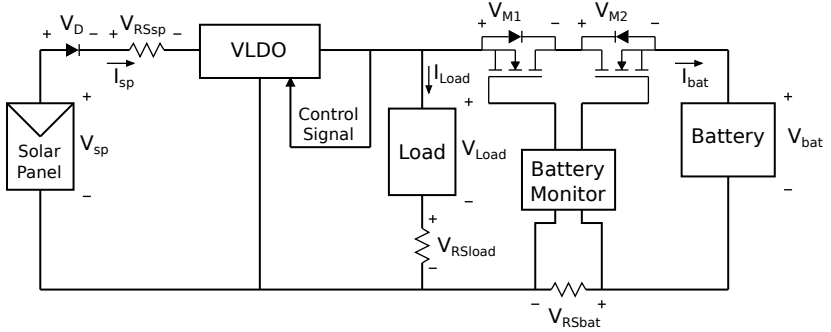 V_D
V_RSsp
V_M1
V_M2
+ − + −
+ − + −
VLDO
I_sp
I_Load
I_bat
+
Solar
Panel
V_sp
−
Control
Signal
+
Load
V_Load
−
Battery
Monitor
+
Battery
V_bat
−
+
V_RSload
−
− +
V_RSbat